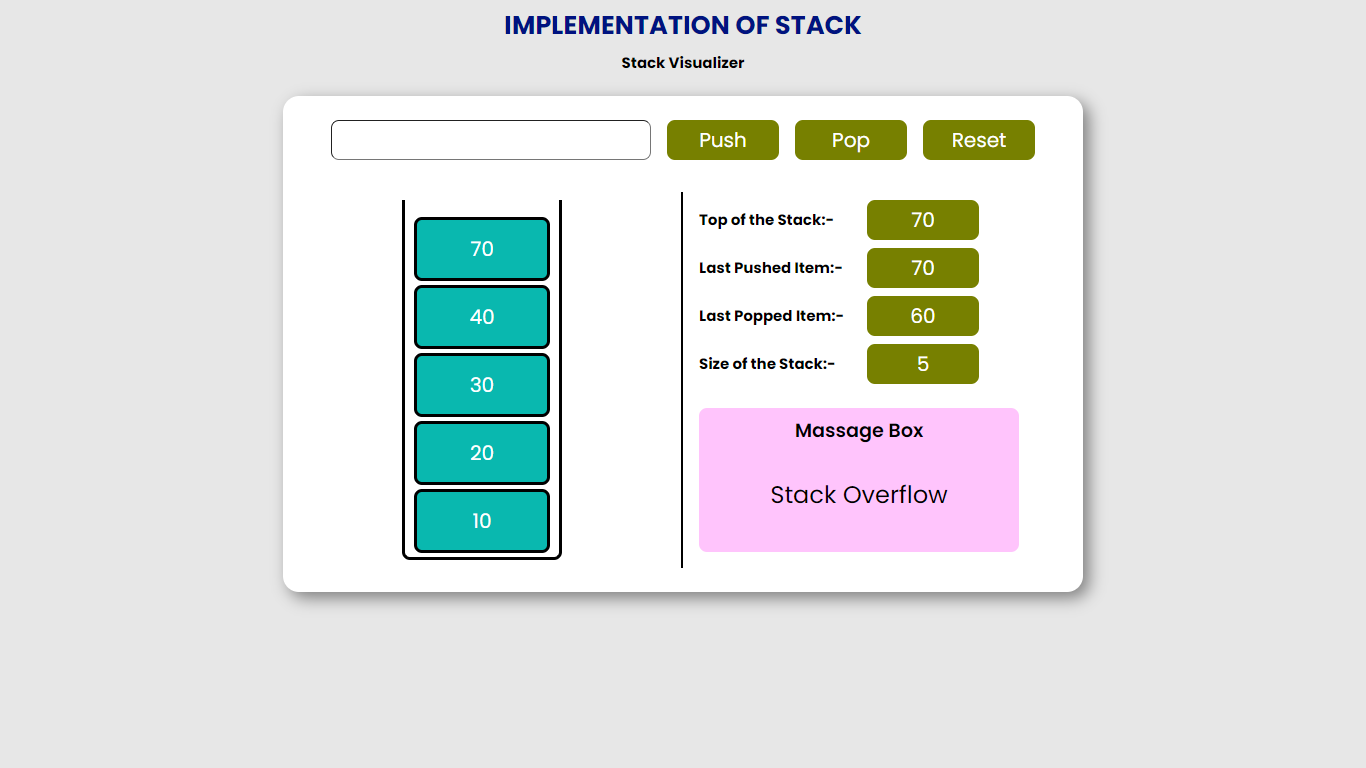 IMPLEMENTATION OF STACK
Stack Visualizer
Push Pop Reset
70
40
30
20
10
Top of the Stack:- 70
Last Pushed Item:- 70
Last Popped Item:- 60
Size of the Stack:- 5
Massage Box
Stack Overflow